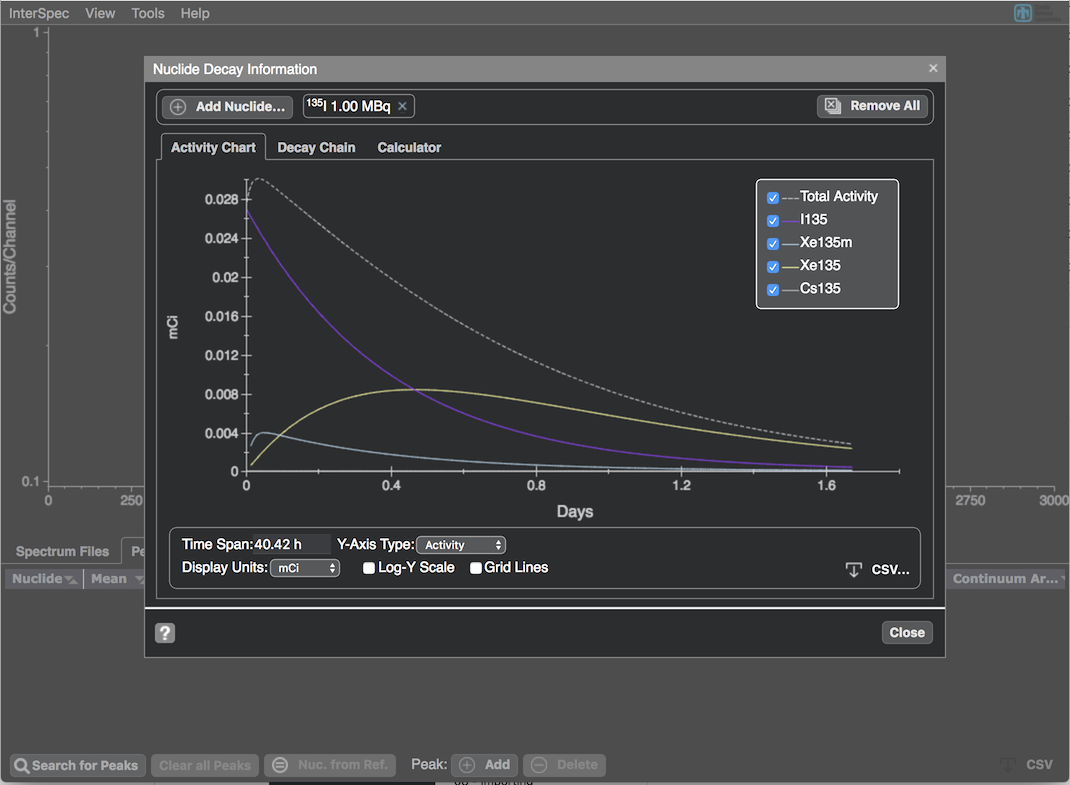 InterSpec View Tools Help
1
Nuclide Decay Information
Add Nuclide... ¹³⁵I 1.00 MBq Remove All
Activity Chart Decay Chain Calculator
0.028
0.024
0.02
0.016
0.012
0.008
0.004
0
mCi
0 0.4 0.8 1.2 1.6
Days
Total Activity
I135
Xe135m
Xe135
Cs135
Counts/Channel
0.1
0 250 2750 3000
Time Span: 40.42 h Y-Axis Type: Activity
Display Units: mCi Log-Y Scale Grid Lines CSV...
Spectrum Files Pe
Nuclide Mean Continuum Ar...
? Close
Search for Peaks Clear all Peaks Nuc. from Ref. Peak: Add Delete CSV